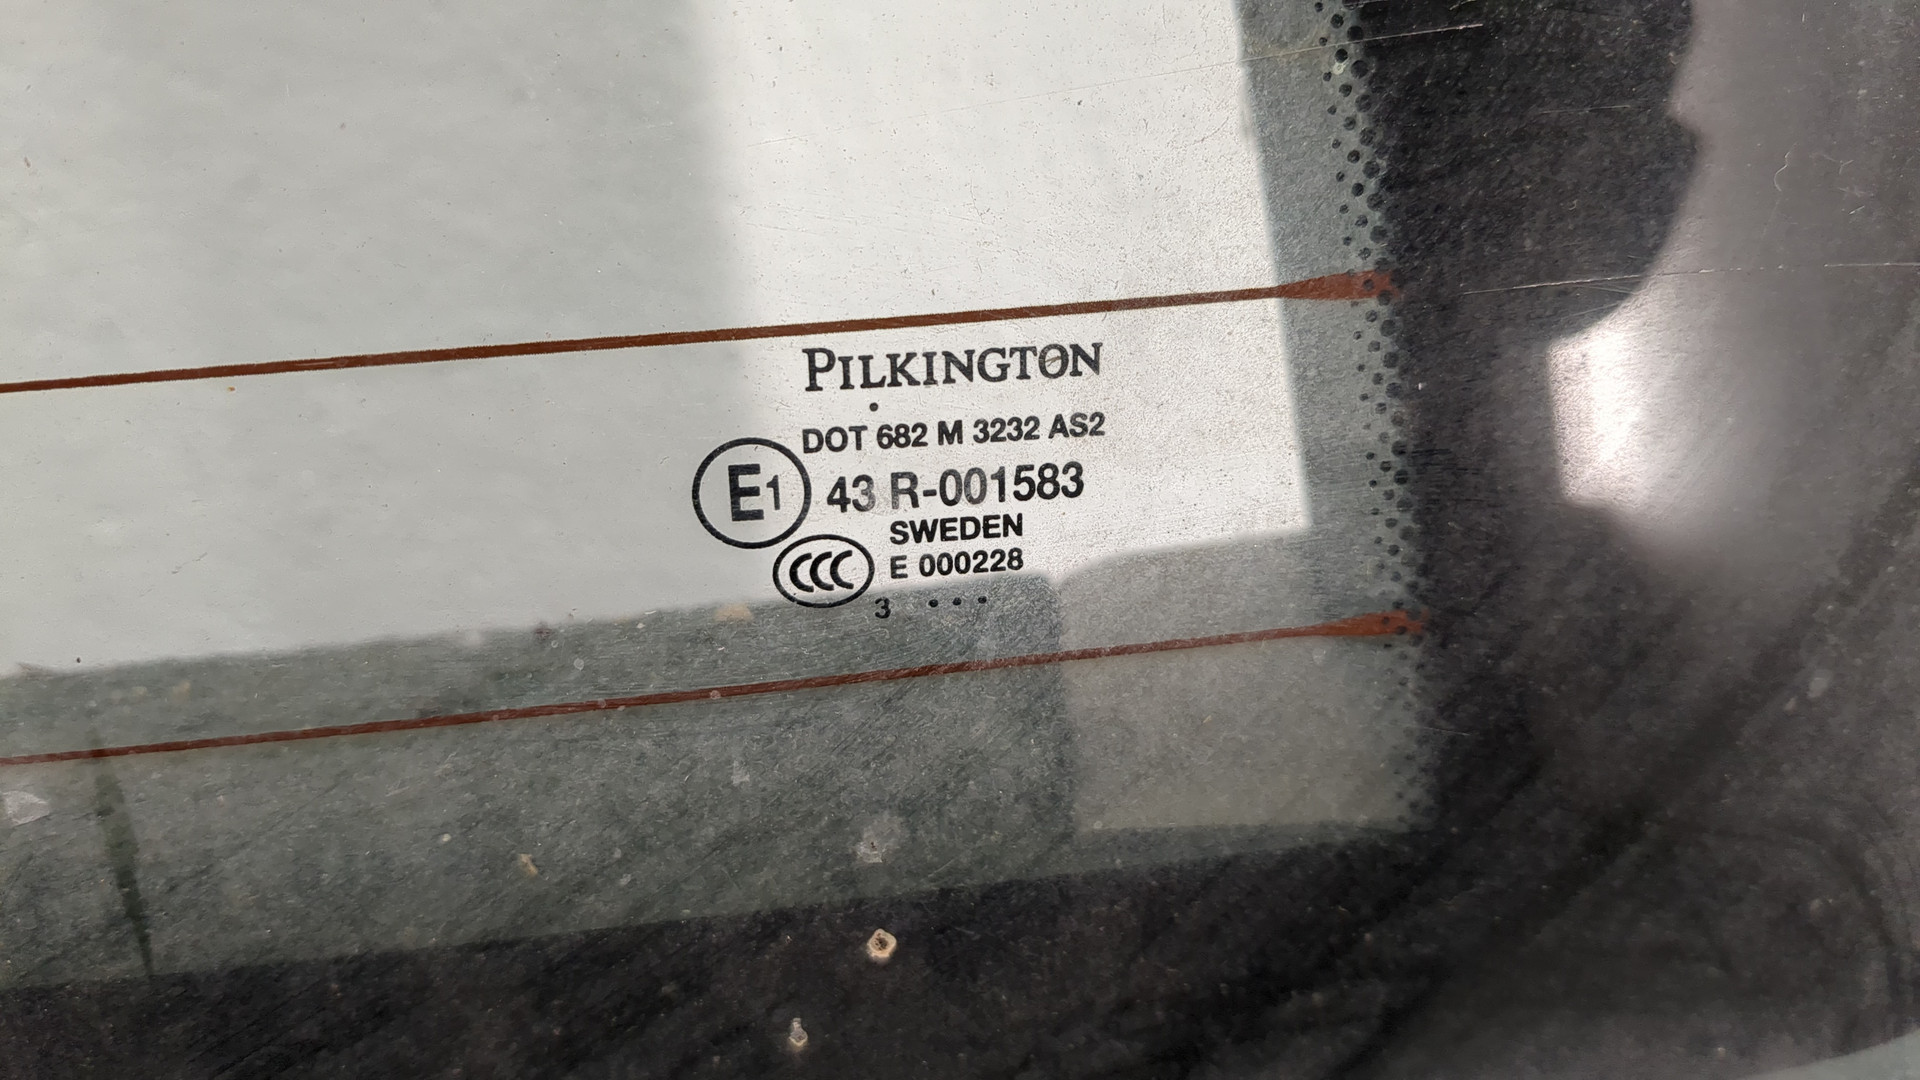 PILKINGTON
DOT 682 M 3232 AS2
E1 43 R-001583
SWEDEN
CCC E 000228
3 ...